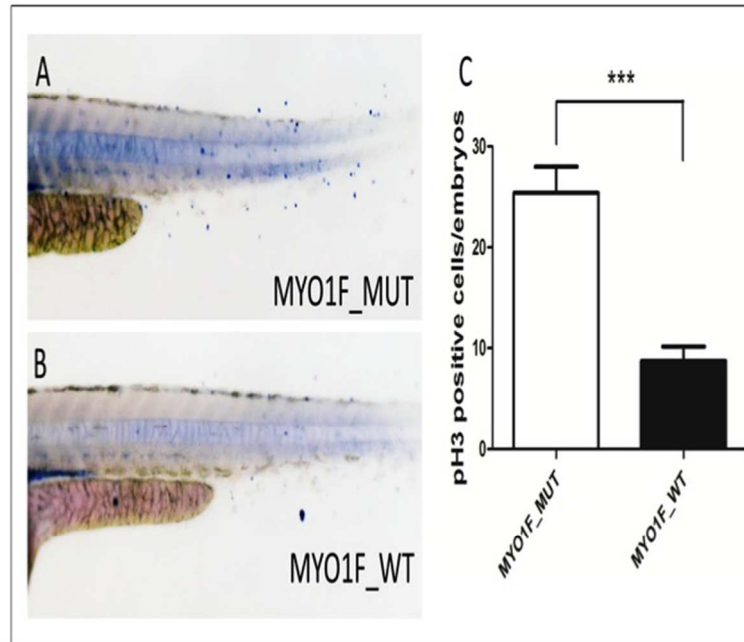 A
MYO1F_MUT
B
MYO1F_WT
C
***
pH3 positive cells/embryos
30
20
10
0
MYO1F_MUT
MYO1F_WT